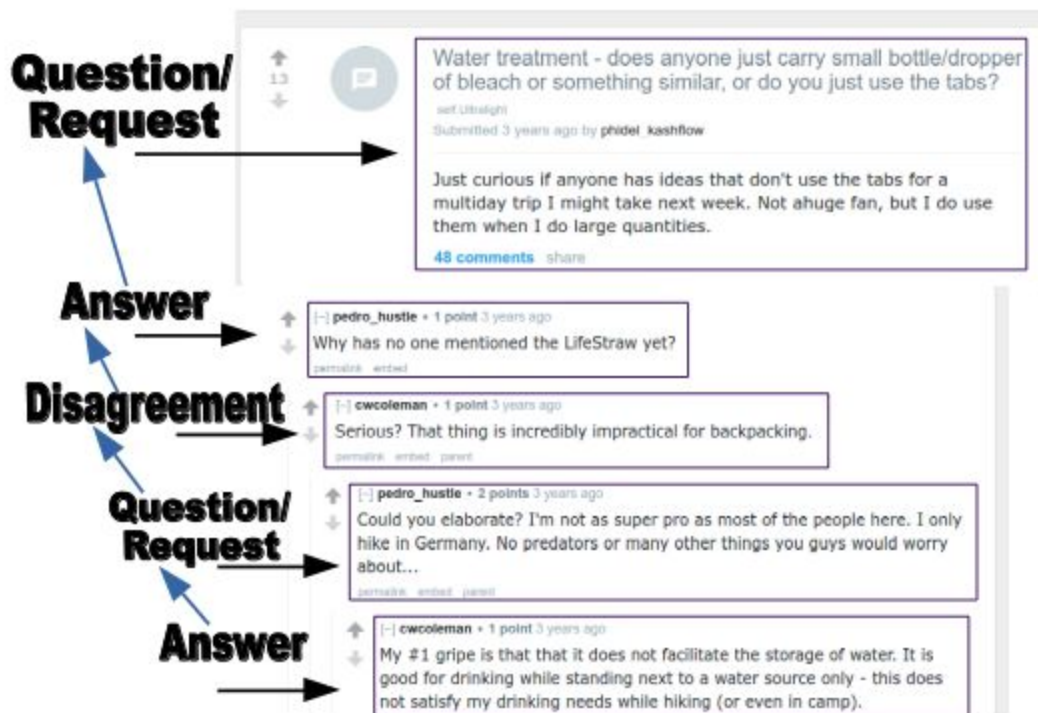 Question/
Request
13
Water treatment - does anyone just carry small bottle/dropper
of bleach or something similar, or do you just use the tabs?
self.Ultralight
Submitted 3 years ago by phidel_kashflow
Just curious if anyone has ideas that don't use the tabs for a
multiday trip I might take next week. Not ahuge fan, but I do use
them when I do large quantities.
48 comments share
Answer
[-] pedro_hustle • 1 point 3 years ago
Why has no one mentioned the LifeStraw yet?
permalink embed
Disagreement
[-] cwcoleman • 1 point 3 years ago
Serious? That thing is incredibly impractical for backpacking.
permalink embed parent
Question/
Request
[-] pedro_hustle • 2 points 3 years ago
Could you elaborate? I'm not as super pro as most of the people here. I only
hike in Germany. No predators or many other things you guys would worry
about...
permalink embed parent
Answer
[-] cwcoleman • 1 point 3 years ago
My #1 gripe is that that it does not facilitate the storage of water. It is
good for drinking while standing next to a water source only - this does
not satisfy my drinking needs while hiking (or even in camp).